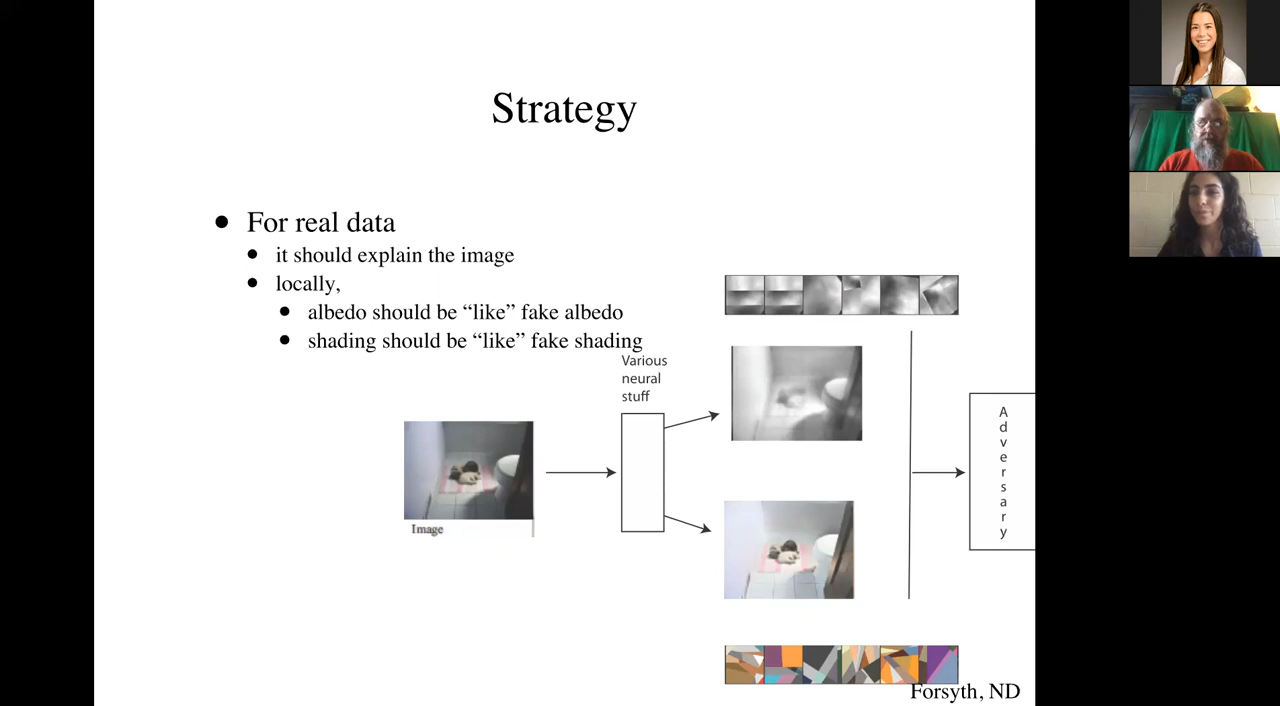 Strategy
● For real data
● it should explain the image
● locally,
● albedo should be “like” fake albedo
● shading should be “like” fake shading
Various
neural
stuff
Image
A
d
v
e
r
s
a
r
y
Forsyth, ND